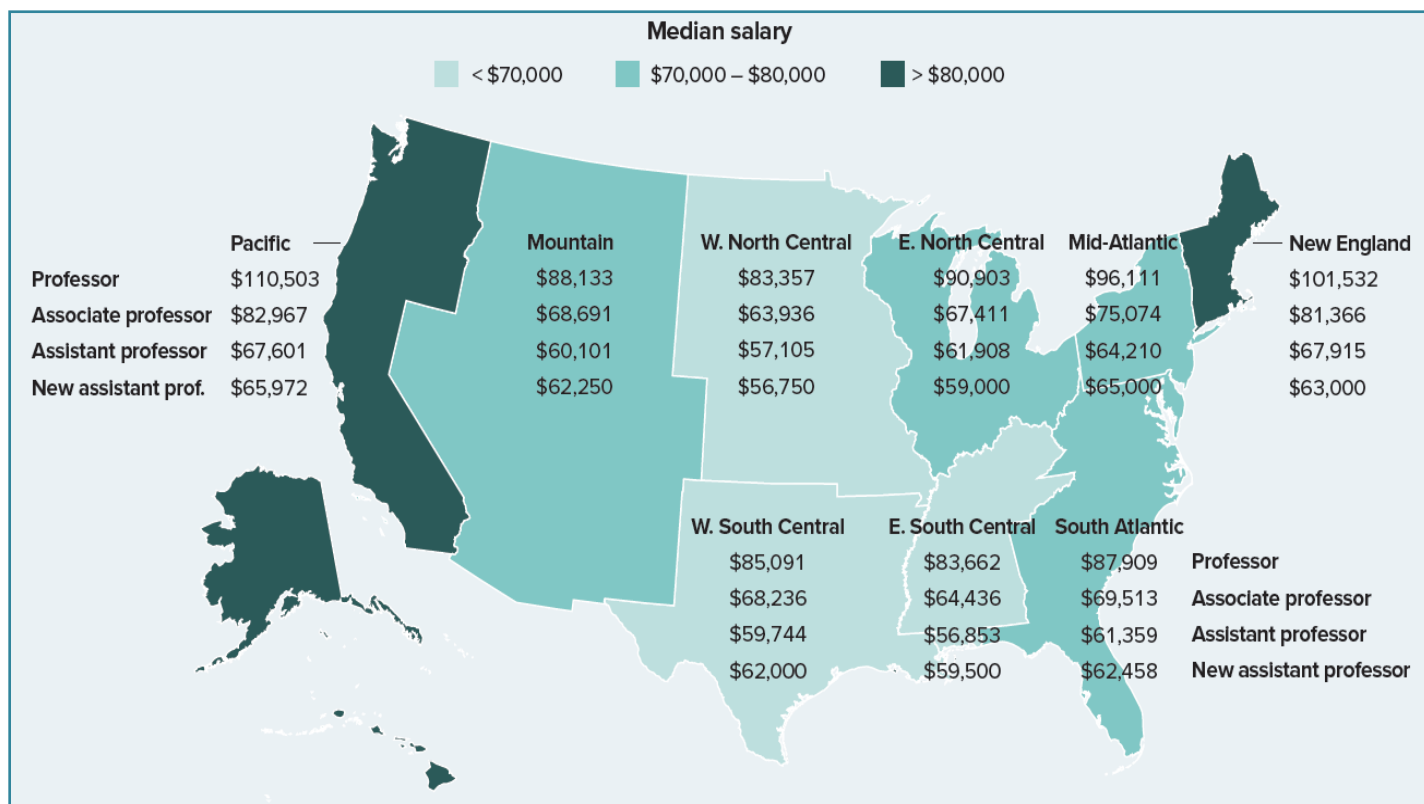 Median salary
< $70,000 $70,000 – $80,000 > $80,000
Pacific Mountain W. North Central E. North Central Mid-Atlantic New England
Professor $110,503 $88,133 $83,357 $90,903 $96,111 $101,532
Associate professor $82,967 $68,691 $63,936 $67,411 $75,074 $81,366
Assistant professor $67,601 $60,101 $57,105 $61,908 $64,210 $67,915
New assistant prof. $65,972 $62,250 $56,750 $59,000 $65,000 $63,000
W. South Central E. South Central South Atlantic
$85,091 $83,662 $87,909 Professor
$68,236 $64,436 $69,513 Associate professor
$59,744 $56,853 $61,359 Assistant professor
$62,000 $59,500 $62,458 New assistant professor